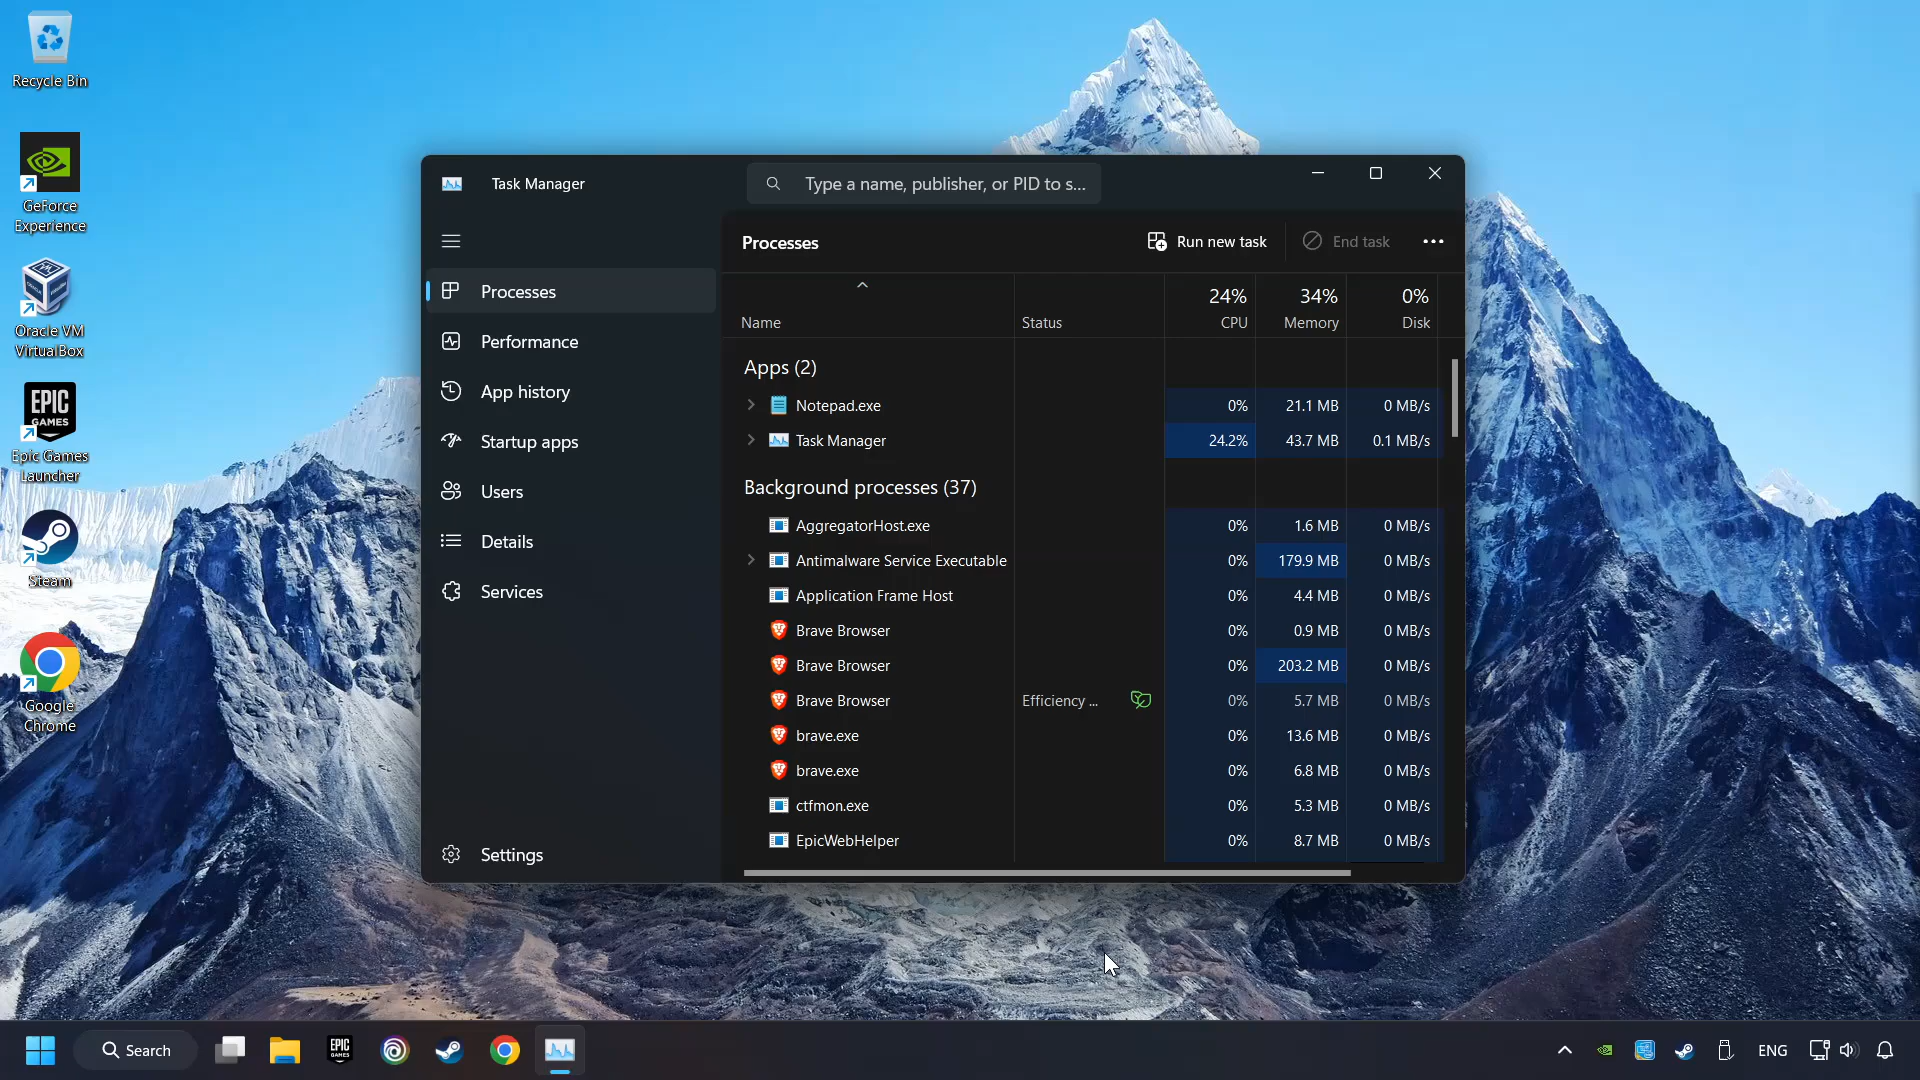 Recycle Bin
GeForce
Experience
Oracle VM
VirtualBox
EPIC
GAMES
Epic Games
Launcher
Steam
Google
Chrome
Task Manager
Type a name, publisher, or PID to s...
Processes
Run new task
End task
Processes
Performance
App history
Startup apps
Users
Details
Services
Settings
24% 34% 0%
Name Status CPU Memory Disk
Apps (2)
Notepad.exe 0% 21.1 MB 0 MB/s
Task Manager 24.2% 43.7 MB 0.1 MB/s
Background processes (37)
AggregatorHost.exe 0% 1.6 MB 0 MB/s
Antimalware Service Executable 0% 179.9 MB 0 MB/s
Application Frame Host 0% 4.4 MB 0 MB/s
Brave Browser 0% 0.9 MB 0 MB/s
Brave Browser 0% 203.2 MB 0 MB/s
Brave Browser Efficiency ... 0% 5.7 MB 0 MB/s
brave.exe 0% 13.6 MB 0 MB/s
brave.exe 0% 6.8 MB 0 MB/s
ctfmon.exe 0% 5.3 MB 0 MB/s
EpicWebHelper 0% 8.7 MB 0 MB/s
Search
EPIC
GAMES
ENG